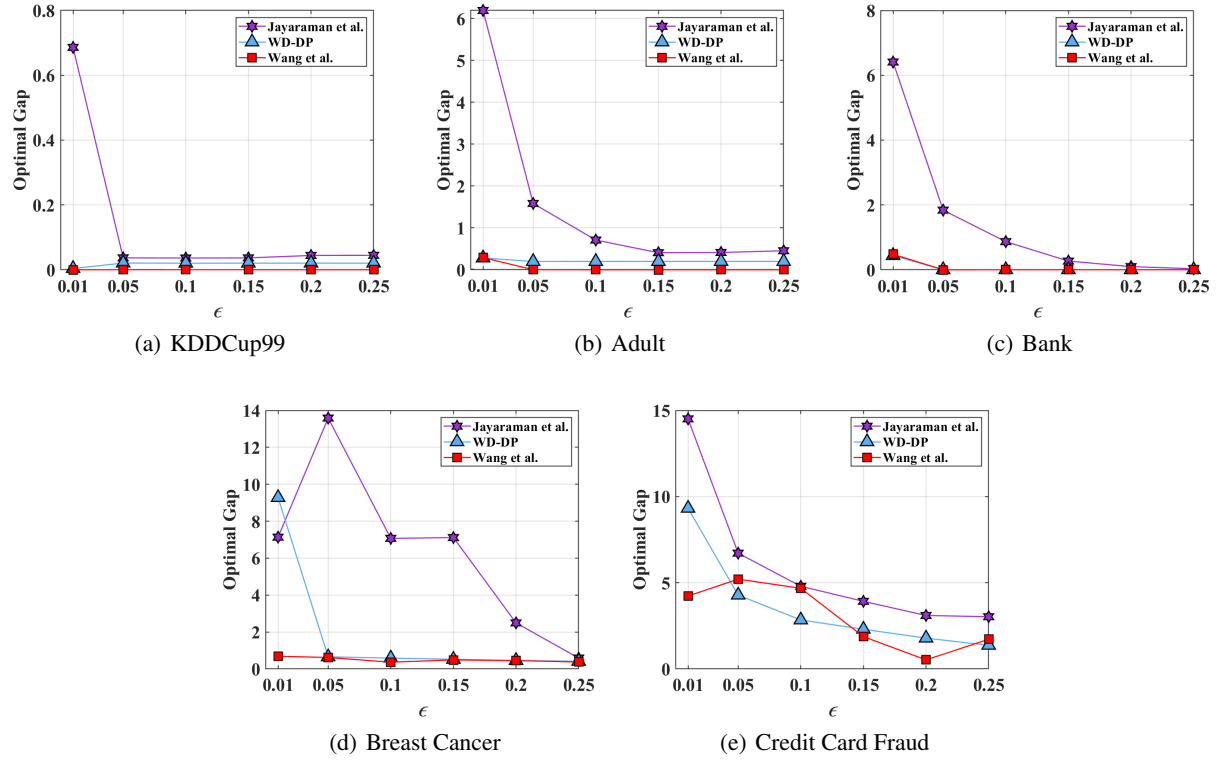 0.8
0.6
0.4
0.2
0
Optimal Gap
Jayaraman et al.
WD-DP
Wang et al.
0.01 0.05 0.1 0.15 0.2 0.25
ϵ
(a) KDDCup99
6
5
4
3
2
1
0
Optimal Gap
Jayaraman et al.
WD-DP
Wang et al.
0.01 0.05 0.1 0.15 0.2 0.25
ϵ
(b) Adult
8
6
4
2
0
Optimal Gap
Jayaraman et al.
WD-DP
Wang et al.
0.01 0.05 0.1 0.15 0.2 0.25
ϵ
(c) Bank
14
12
10
8
6
4
2
0
Optimal Gap
Jayaraman et al.
WD-DP
Wang et al.
0.01 0.05 0.1 0.15 0.2 0.25
ϵ
(d) Breast Cancer
15
10
5
0
Optimal Gap
Jayaraman et al.
WD-DP
Wang et al.
0.01 0.05 0.1 0.15 0.2 0.25
ϵ
(e) Credit Card Fraud